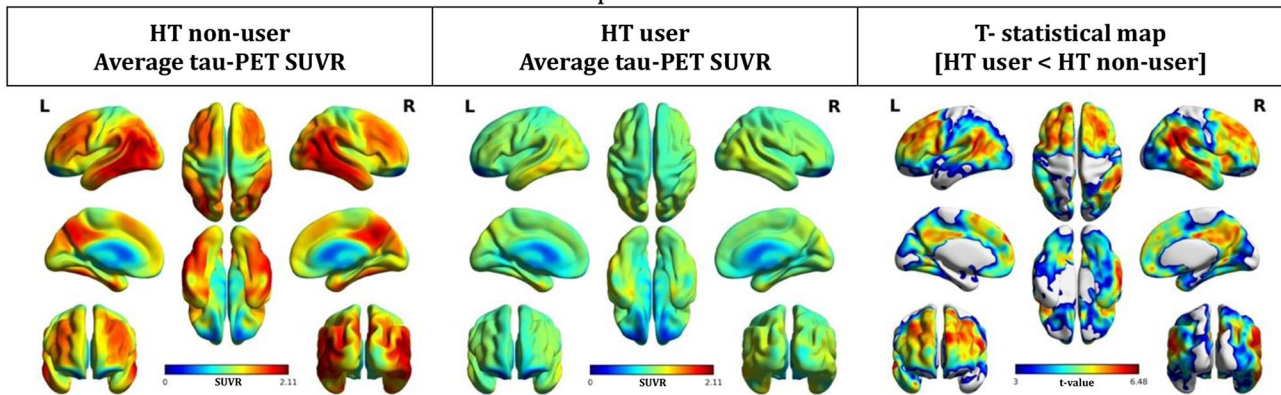 HT non-user
Average tau-PET SUVR
HT user
Average tau-PET SUVR
T- statistical map
[HT user < HT non-user]
L
R
L
R
L
R
0
SUVR
2.11
0
SUVR
2.11
3
t-value
6.48